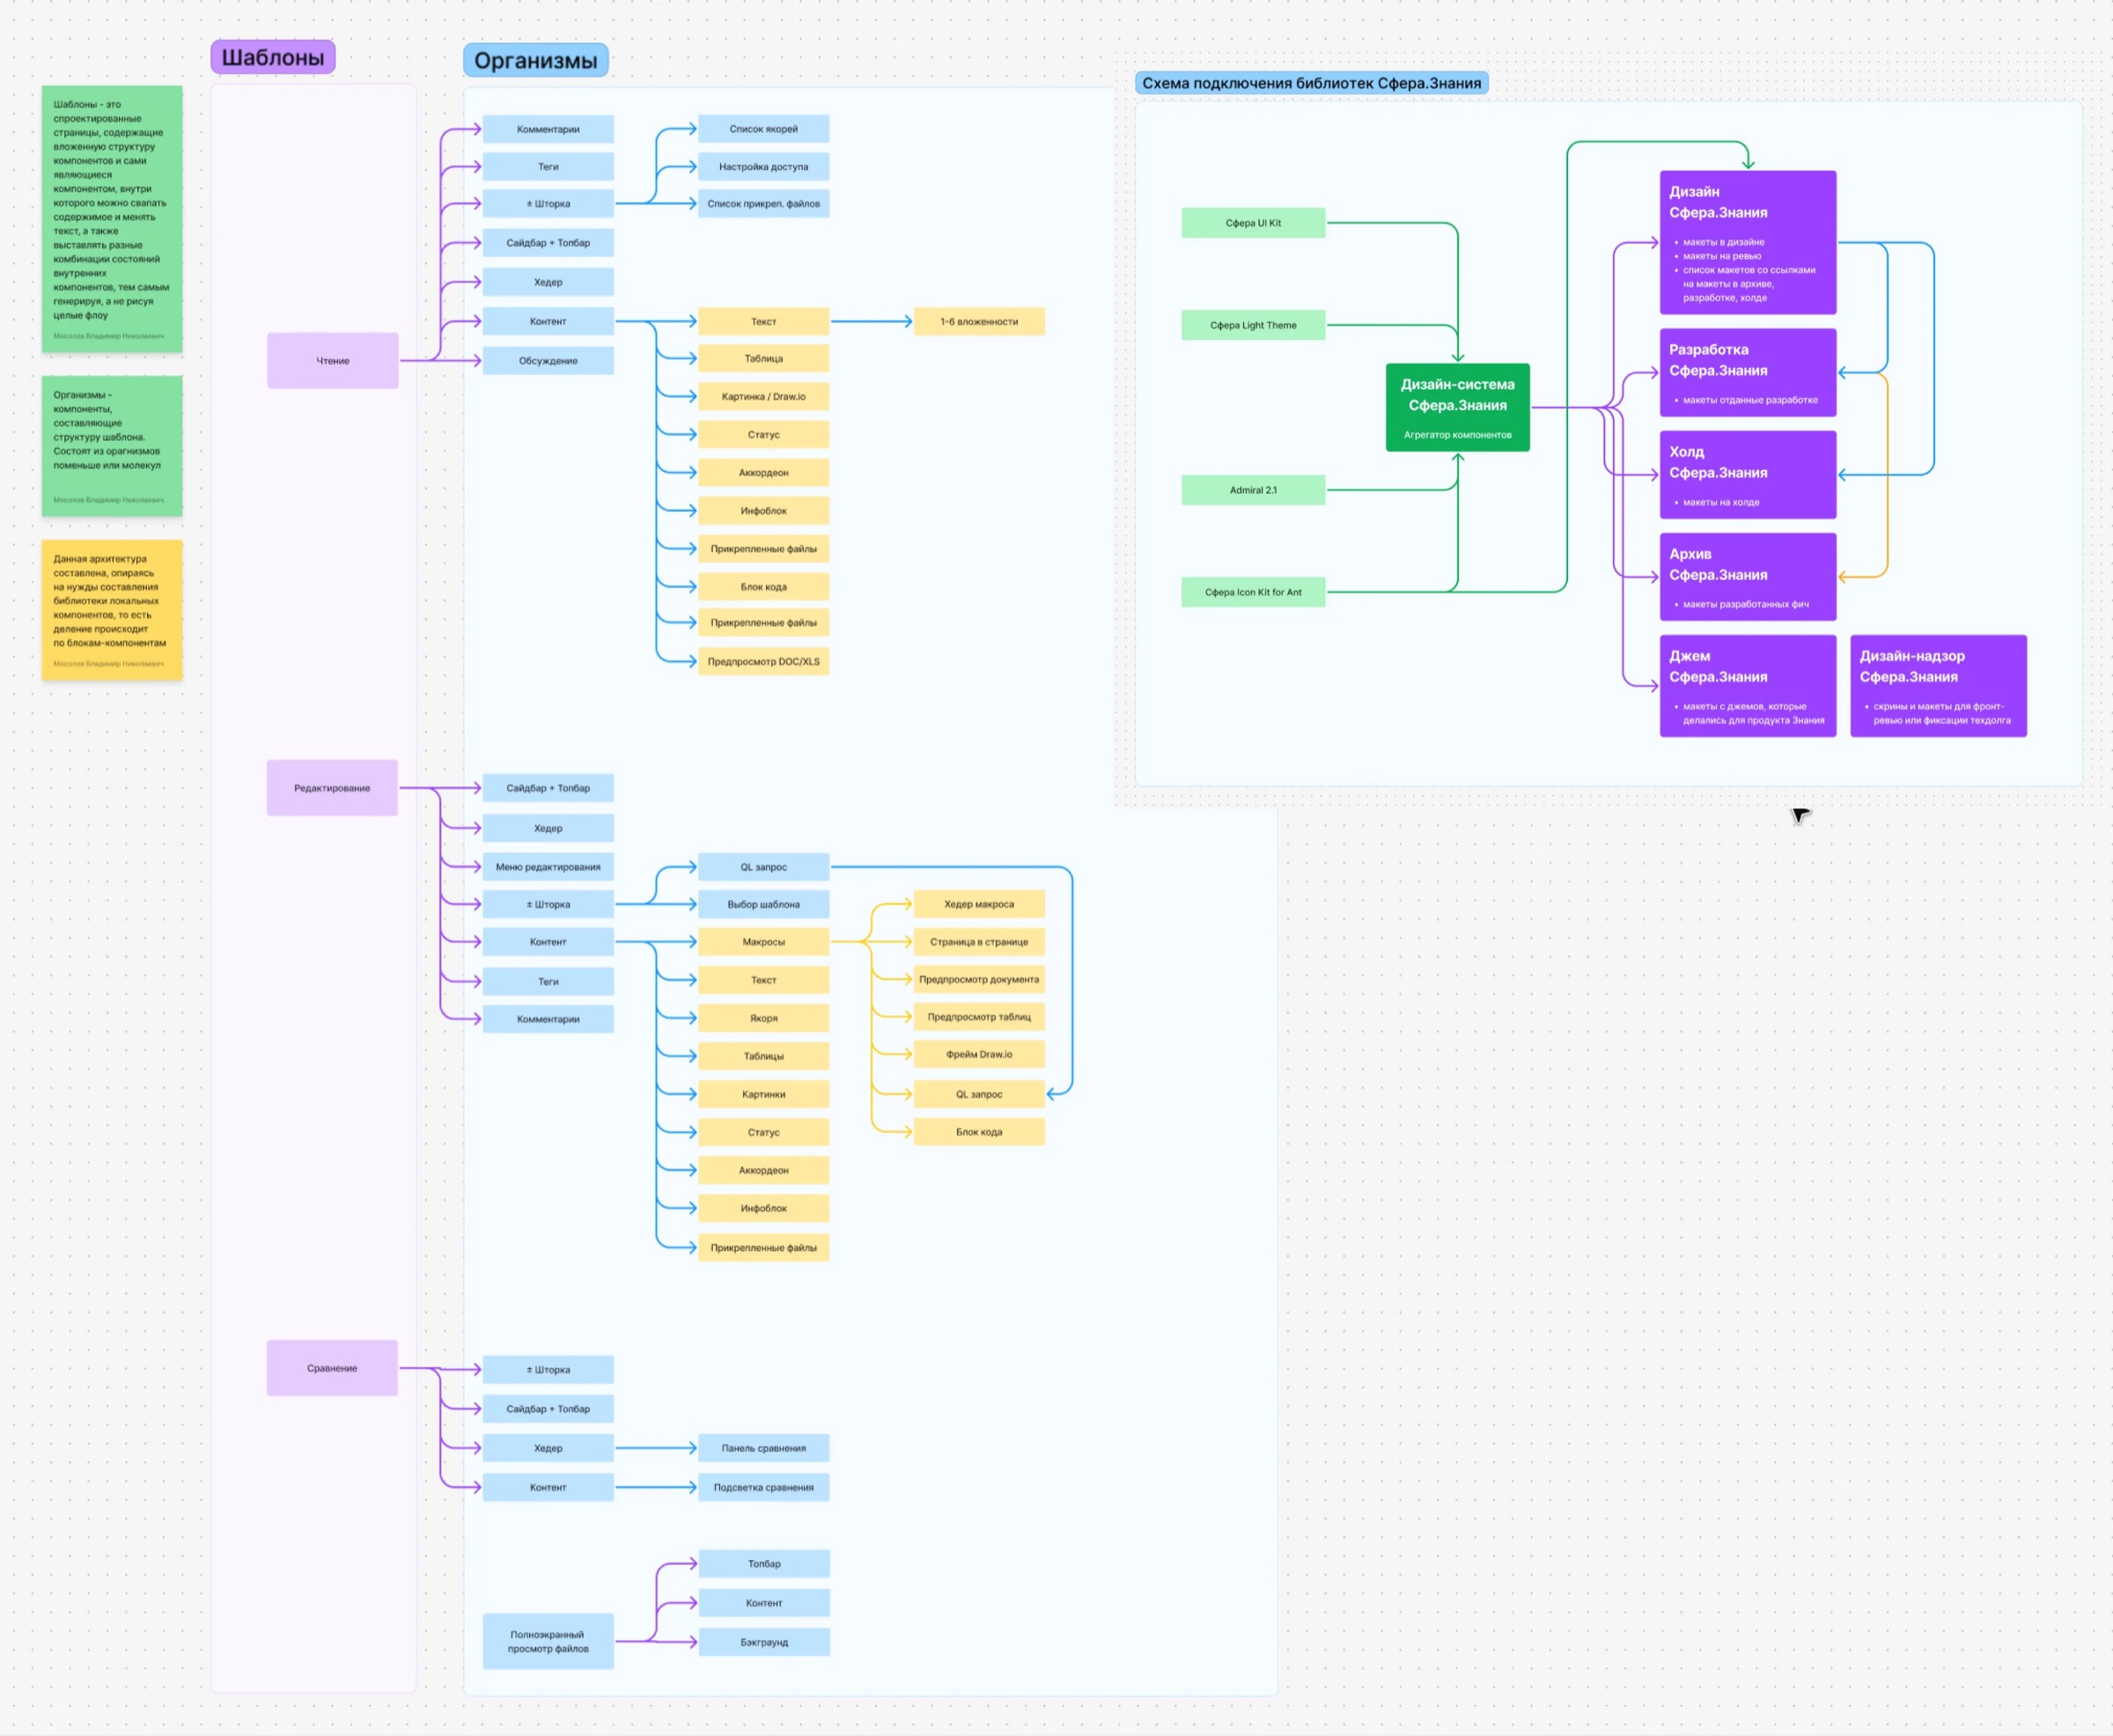 Шаблоны
Шаблоны - это
спроектированные
страницы, содержащие
вложенную структуру
компонентов и сами
являющиеся
компонентом, внутри
которого можно свапать
содержимое и менять
текст, а также
выставлять разные
комбинации состояний
внутренних
компонентов, тем самым
генерируя, а не рисуя
целые флоу
Мосолов Владимир Николаевич
Организмы -
компоненты,
составляющие
структуру шаблона.
Состоят из орагнизмов
поменьше или молекул
Мосолов Владимир Николаевич
Данная архитектура
составлена, опираясь
на нужды составления
библиотеки локальных
компонентов, то есть
деление происходит
по блокам-компонентам
Мосолов Владимир Николаевич
Чтение
Редактирование
Сравнение
Организмы
Комментарии
Теги
± Шторка
Сайдбар + Топбар
Хедер
Контент
Обсуждение
Список якорей
Настройка доступа
Список прикреп. файлов
Текст
Таблица
Картинка / Draw.io
Статус
Аккордеон
Инфоблок
Прикрепленные файлы
Блок кода
Прикрепленные файлы
Предпросмотр DOC/XLS
1-6 вложенности
Сайдбар + Топбар
Хедер
Меню редактирования
± Шторка
Контент
Теги
Комментарии
QL запрос
Выбор шаблона
Макросы
Текст
Якоря
Таблицы
Картинки
Статус
Аккордеон
Инфоблок
Прикрепленные файлы
Хедер макроса
Страница в странице
Предпросмотр документа
Предпросмотр таблиц
Фрейм Draw.io
QL запрос
Блок кода
± Шторка
Сайдбар + Топбар
Хедер
Контент
Панель сравнения
Подсветка сравнения
Полноэкранный
просмотр файлов
Топбар
Контент
Бэкграунд
Схема подключения библиотек Сфера.Знания
Сфера UI Kit
Сфера Light Theme
Admiral 2.1
Сфера Icon Kit for Ant
Дизайн-система
Сфера.Знания
Агрегатор компонентов
Дизайн
Сфера.Знания
• макеты в дизайне
• макеты на ревью
• список макетов со ссылками
на макеты в архиве,
разработке, холде
Разработка
Сфера.Знания
• макеты отданные разработке
Холд
Сфера.Знания
• макеты на холде
Архив
Сфера.Знания
• макеты разработанных фич
Джем
Сфера.Знания
• макеты с джемов, которые
делались для продукта Знания
Дизайн-надзор
Сфера.Знания
• скрины и макеты для фронт-
ревью или фиксации техдолга